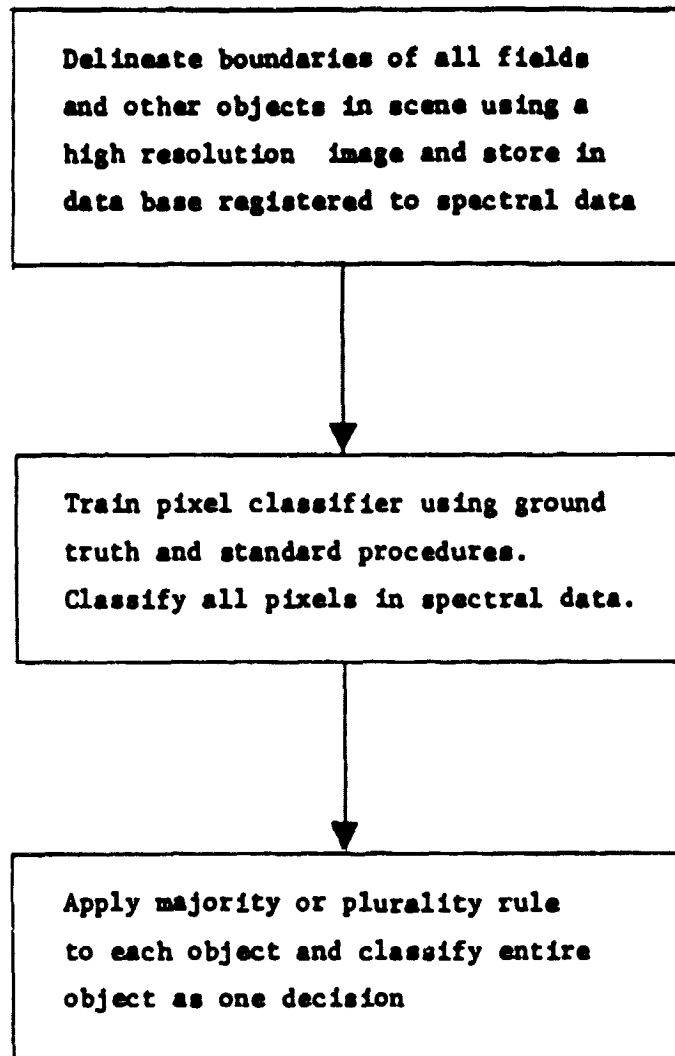 Delineate boundaries of all fields
and other objects in scene using a
high resolution image and store in
data base registered to spectral data
Train pixel classifier using ground
truth and standard procedures.
Classify all pixels in spectral data.
Apply majority or plurality rule
to each object and classify entire
object as one decision